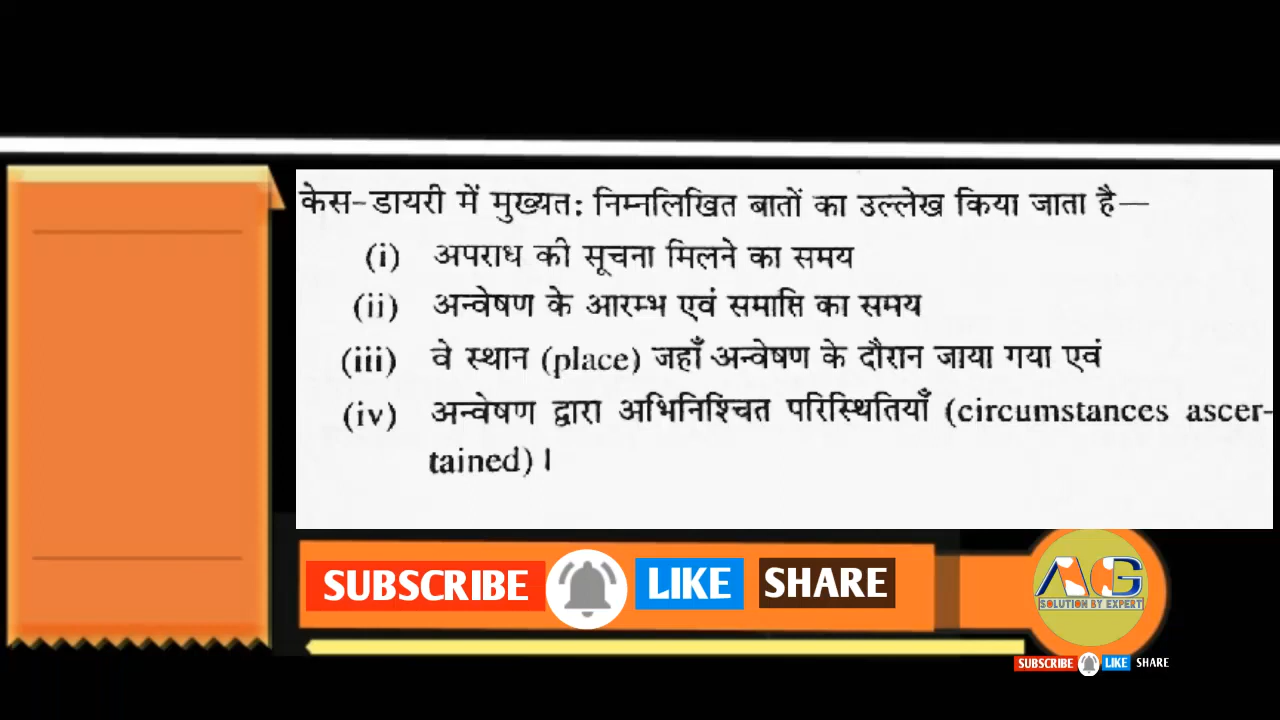 केस-डायरी में मुख्यत: निम्नलिखित बातों का उल्लेख किया जाता है—
(i) अपराध की सूचना मिलने का समय
(ii) अन्वेषण के आरम्भ एवं समाप्ति का समय
(iii) वे स्थान (place) जहाँ अन्वेषण के दौरान जाया गया एवं
(iv) अन्वेषण द्वारा अभिनिश्चित परिस्थितियाँ (circumstances ascer-
tained)।
SUBSCRIBE LIKE SHARE
AG
SOLUTION BY EXPERT
SUBSCRIBE LIKE SHARE